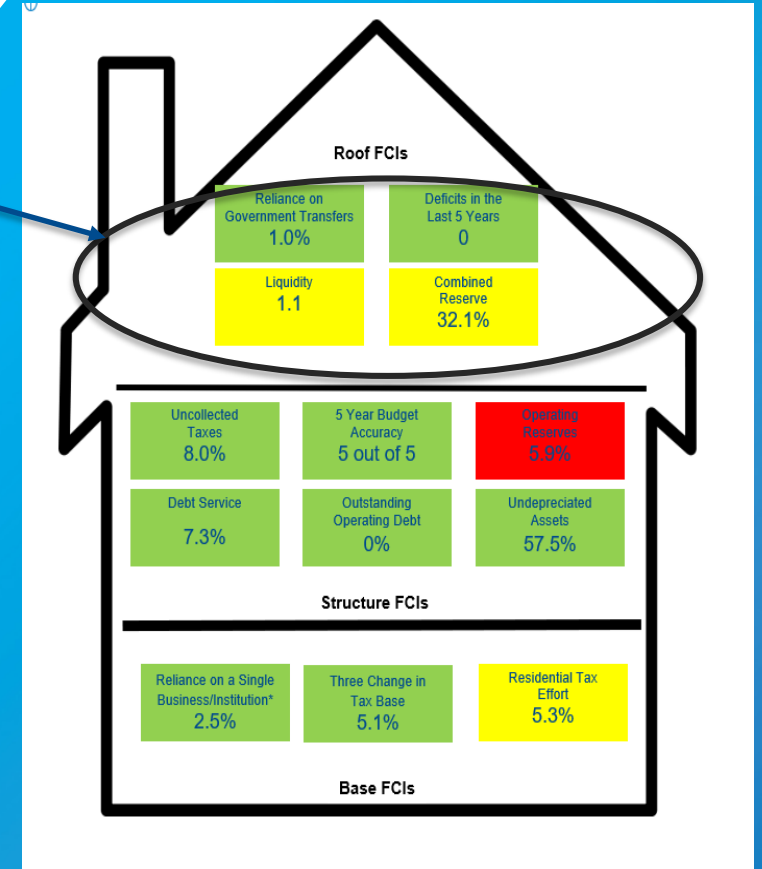 Roof FCIs
Reliance on
Government Transfers
1.0%
Deficits in the
Last 5 Years
0
Liquidity
1.1
Combined
Reserve
32.1%
Uncollected
Taxes
8.0%
5 Year Budget
Accuracy
5 out of 5
Operating
Reserves
5.9%
Debt Service
7.3%
Outstanding
Operating Debt
0%
Undepreciated
Assets
57.5%
Structure FCIs
Reliance on a Single
Business/Institution*
2.5%
Three Change in
Tax Base
5.1%
Residential Tax
Effort
5.3%
Base FCIs